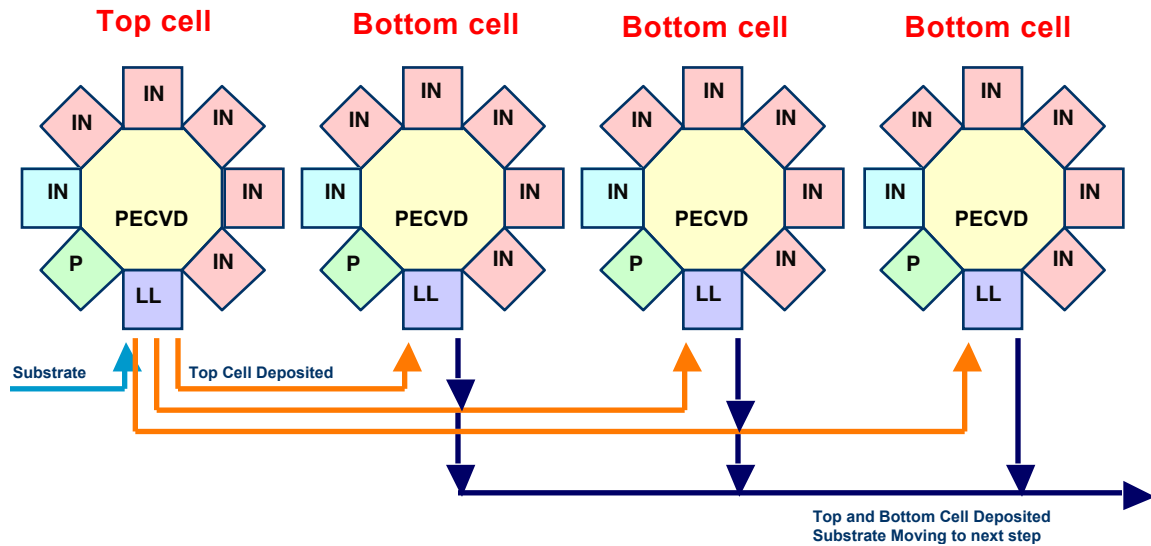 Top cell
Bottom cell
Bottom cell
Bottom cell
IN
IN
IN
IN
IN
PECVD
P
IN
LL
IN
IN
IN
IN
IN
PECVD
P
IN
LL
IN
IN
IN
IN
IN
PECVD
P
IN
LL
IN
IN
IN
IN
IN
PECVD
P
IN
LL
Substrate
Top Cell Deposited
Top and Bottom Cell Deposited
Substrate Moving to next step